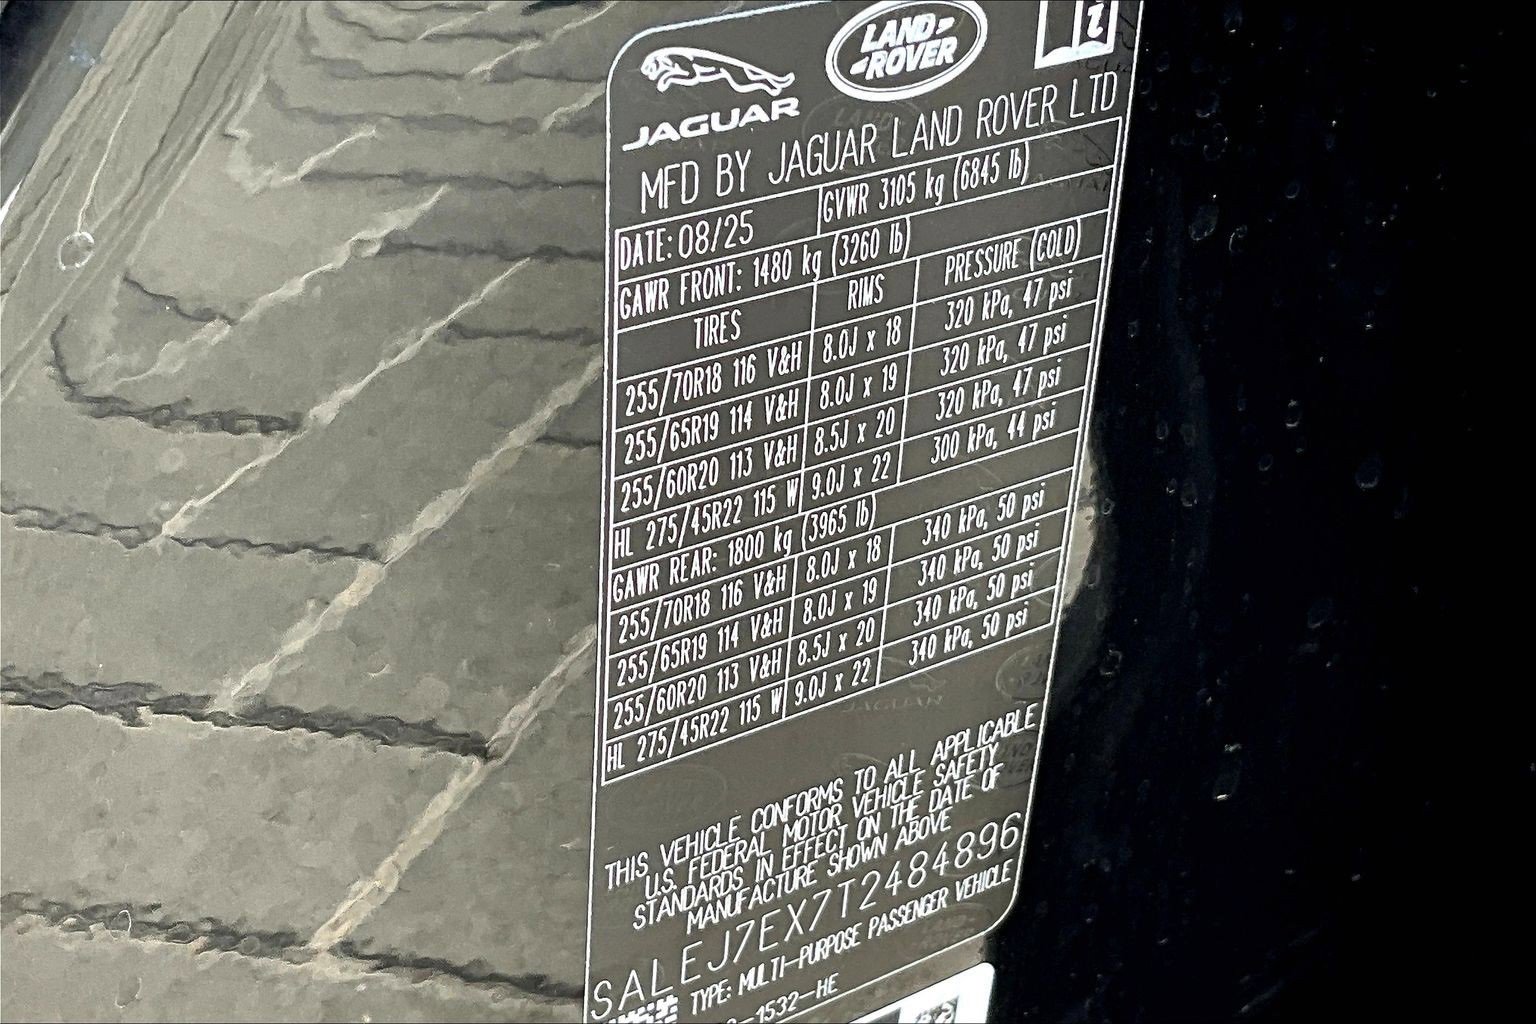 JAGUAR
LAND ROVER
MFD BY JAGUAR LAND ROVER LTD
DATE: 08/25 GVWR 3105 kg (6845 lb)
GAWR FRONT: 1480 kg (3260 lb)
TIRES RIMS PRESSURE (COLD)
255/70R18 116 V&H 8.0J x 18 320 kPa, 47 psi
255/65R19 114 V&H 8.0J x 19 320 kPa, 47 psi
255/60R20 113 V&H 8.5J x 20 320 kPa, 47 psi
HL 275/45R22 115 W 9.0J x 22 300 kPa, 44 psi
GAWR REAR: 1800 kg (3965 lb)
255/70R18 116 V&H 8.0J x 18 340 kPa, 50 psi
255/65R19 114 V&H 8.0J x 19 340 kPa, 50 psi
255/60R20 113 V&H 8.5J x 20 340 kPa, 50 psi
HL 275/45R22 115 W 9.0J x 22 340 kPa, 50 psi
THIS VEHICLE CONFORMS TO ALL APPLICABLE
U.S. FEDERAL MOTOR VEHICLE SAFETY
STANDARDS IN EFFECT ON THE DATE OF
MANUFACTURE SHOWN ABOVE
SALEJ7EX7T2484896
TYPE: MULTI-PURPOSE PASSENGER VEHICLE
-1532-HE